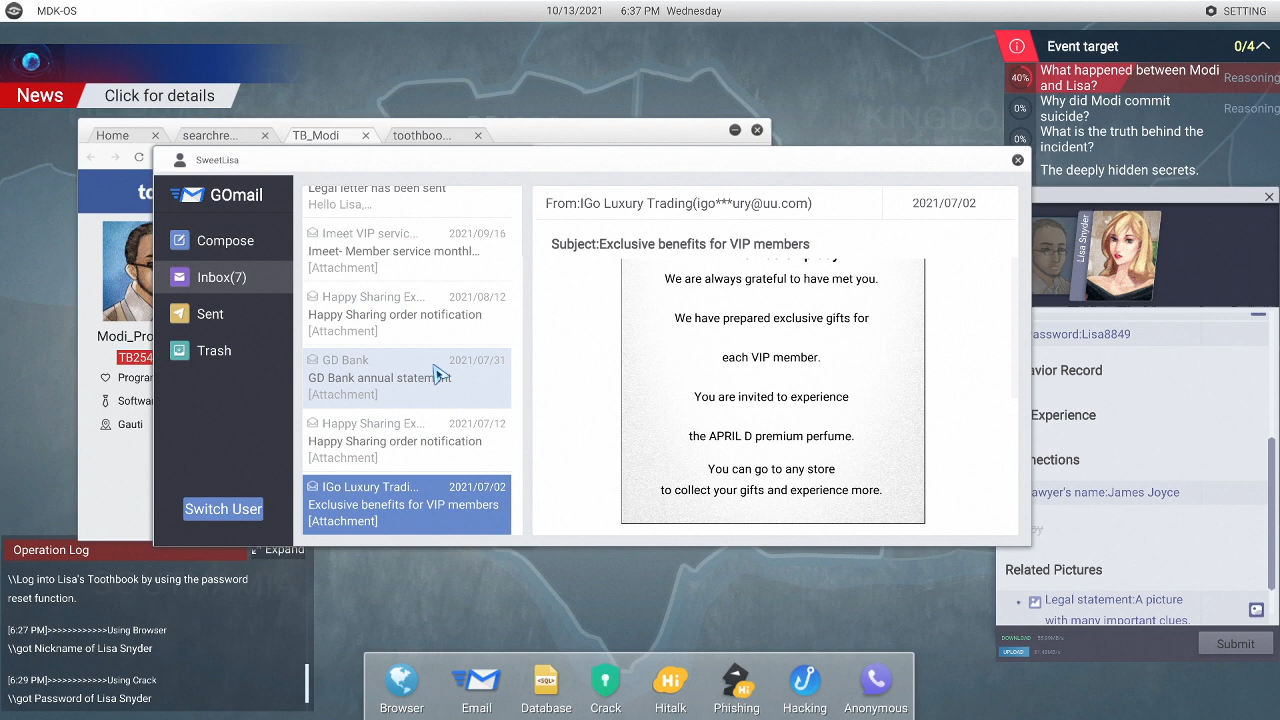 MDK-OS
10/13/2021 6:37 PM Wednesday
SETTING
News
Click for details
Event target
0/4
40%
What happened between Modi
and Lisa?
Reasoning
0%
Why did Modi commit
suicide?
Reasoning
0%
What is the truth behind the
incident?
The deeply hidden secrets.
Home
searchre...
TB_Modi
toothboo...
SweetLisa
GOmail
Compose
Inbox(7)
Sent
Trash
Switch User
Legal letter has been sent
Hello Lisa,...
Imeet VIP servic...
2021/09/16
Imeet- Member service monthl...
[Attachment]
Happy Sharing Ex...
2021/08/12
Happy Sharing order notification
[Attachment]
GD Bank
2021/07/31
GD Bank annual statement
[Attachment]
Happy Sharing Ex...
2021/07/12
Happy Sharing order notification
[Attachment]
IGo Luxury Tradi...
2021/07/02
Exclusive benefits for VIP members
[Attachment]
From:IGo Luxury Trading(igo***ury@uu.com)
2021/07/02
Subject:Exclusive benefits for VIP members
We are always grateful to have met you.
We have prepared exclusive gifts for
each VIP member.
You are invited to experience
the APRIL D premium perfume.
You can go to any store
to collect your gifts and experience more.
Modi_Pro
TB254
Progra
Softwa
Gauti
Lisa Snyder
assword:Lisa8849
avior Record
Experience
nnections
awyer's name:James Joyce
ey
Related Pictures
Legal statement:A picture
with many important clues.
DOWNLOAD
UPLOAD
Submit
Operation Log
Expand
\\Log into Lisa's Toothbook by using the password
reset function.
[6:27 PM]>>>>>>>>>>>>Using Browser
\\got Nickname of Lisa Snyder
[6:29 PM]>>>>>>>>>>>>Using Crack
\\got Password of Lisa Snyder
Browser
Email
<SQL>
Database
Crack
Hi
Hitalk
Hi
Phishing
Hacking
Anonymous